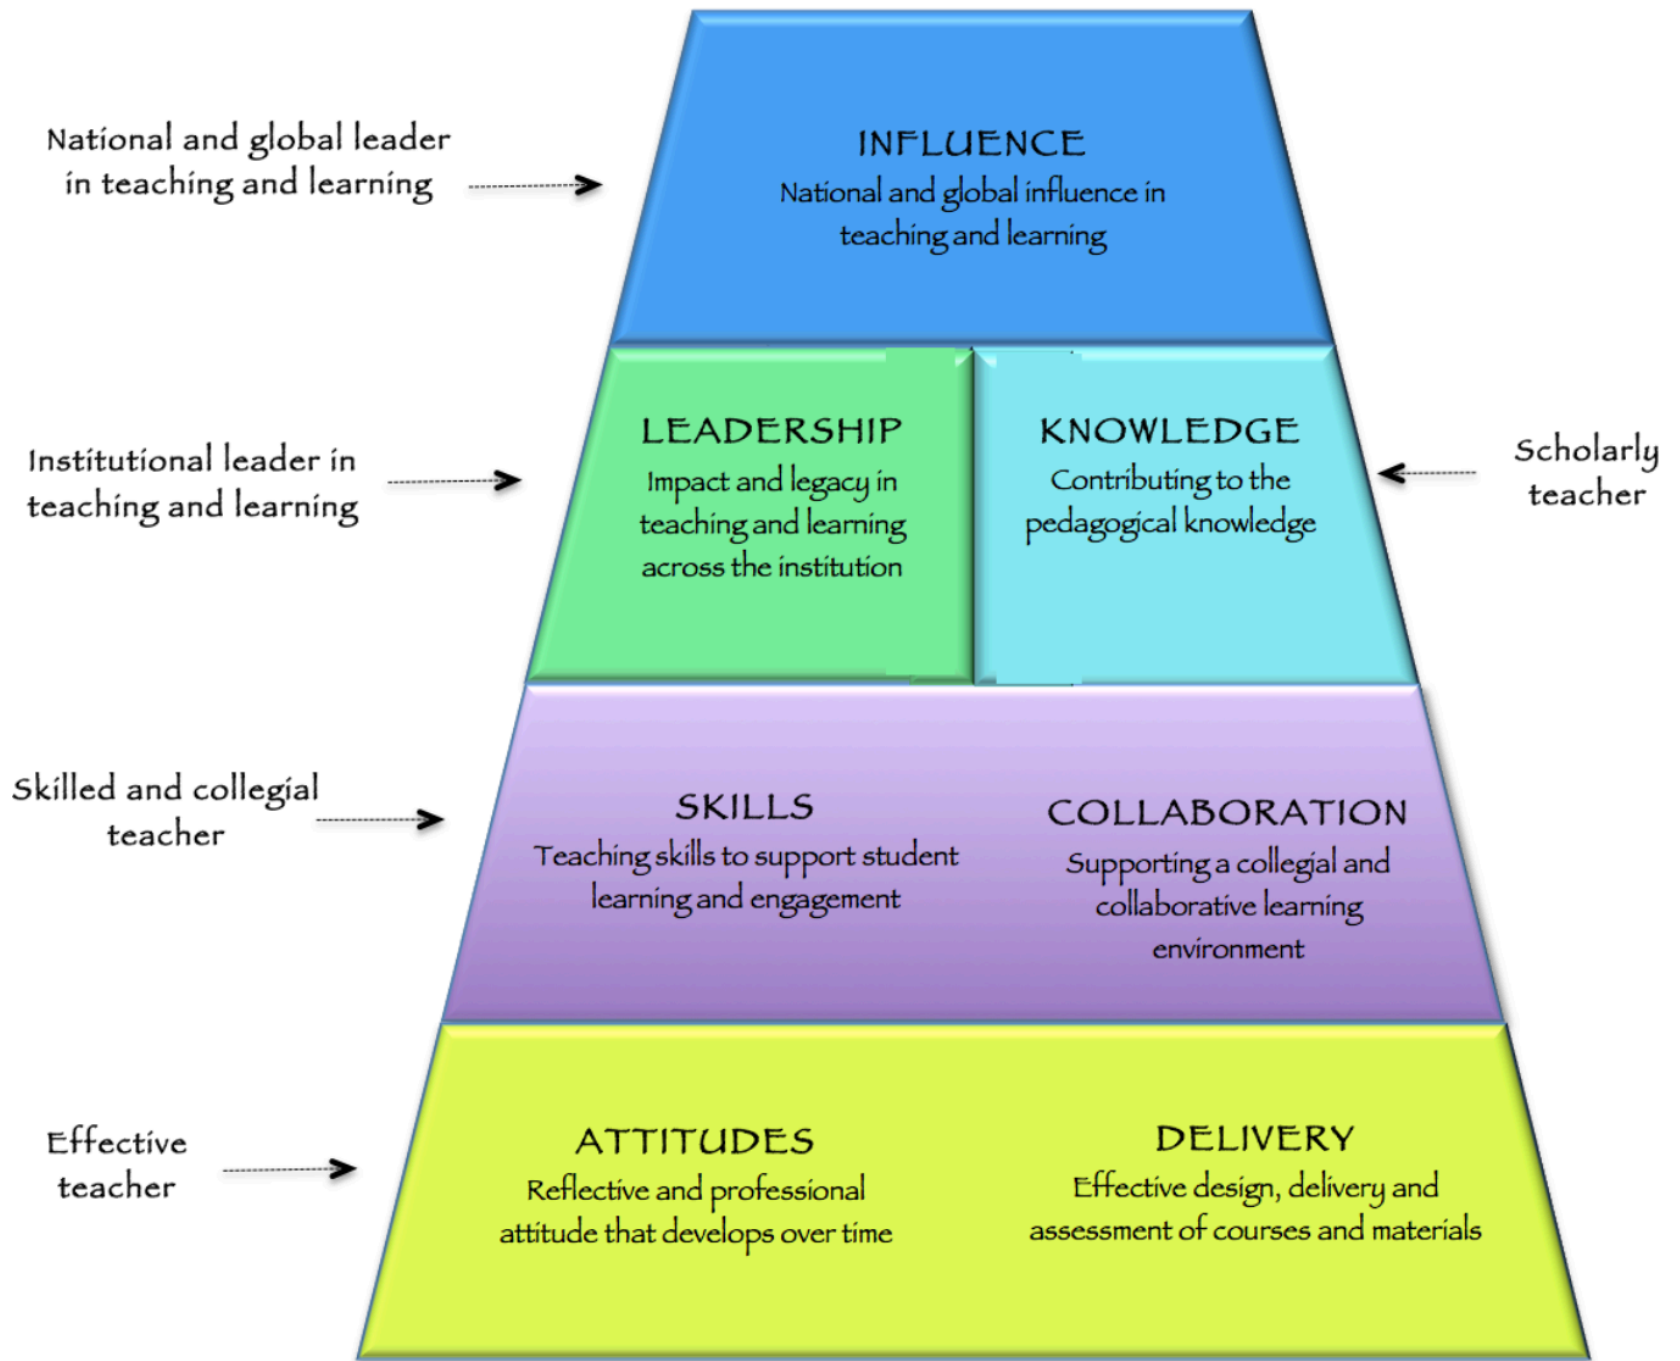 National and global leader
in teaching and learning
INFLUENCE
National and global influence in
teaching and learning
Institutional leader in
teaching and learning
LEADERSHIP
Impact and legacy in
teaching and learning
across the institution
KNOWLEDGE
Contributing to the
pedagogical knowledge
Scholarly
teacher
Skilled and collegial
teacher
SKILLS
Teaching skills to support student
learning and engagement
COLLABORATION
Supporting a collegial and
collaborative learning
environment
Effective
teacher
ATTITUDES
Reflective and professional
attitude that develops over time
DELIVERY
Effective design, delivery and
assessment of courses and materials